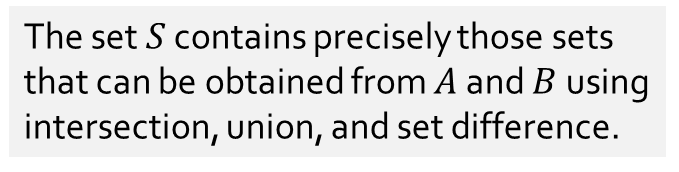 The set S contains precisely those sets
that can be obtained from A and B using
intersection, union, and set difference.